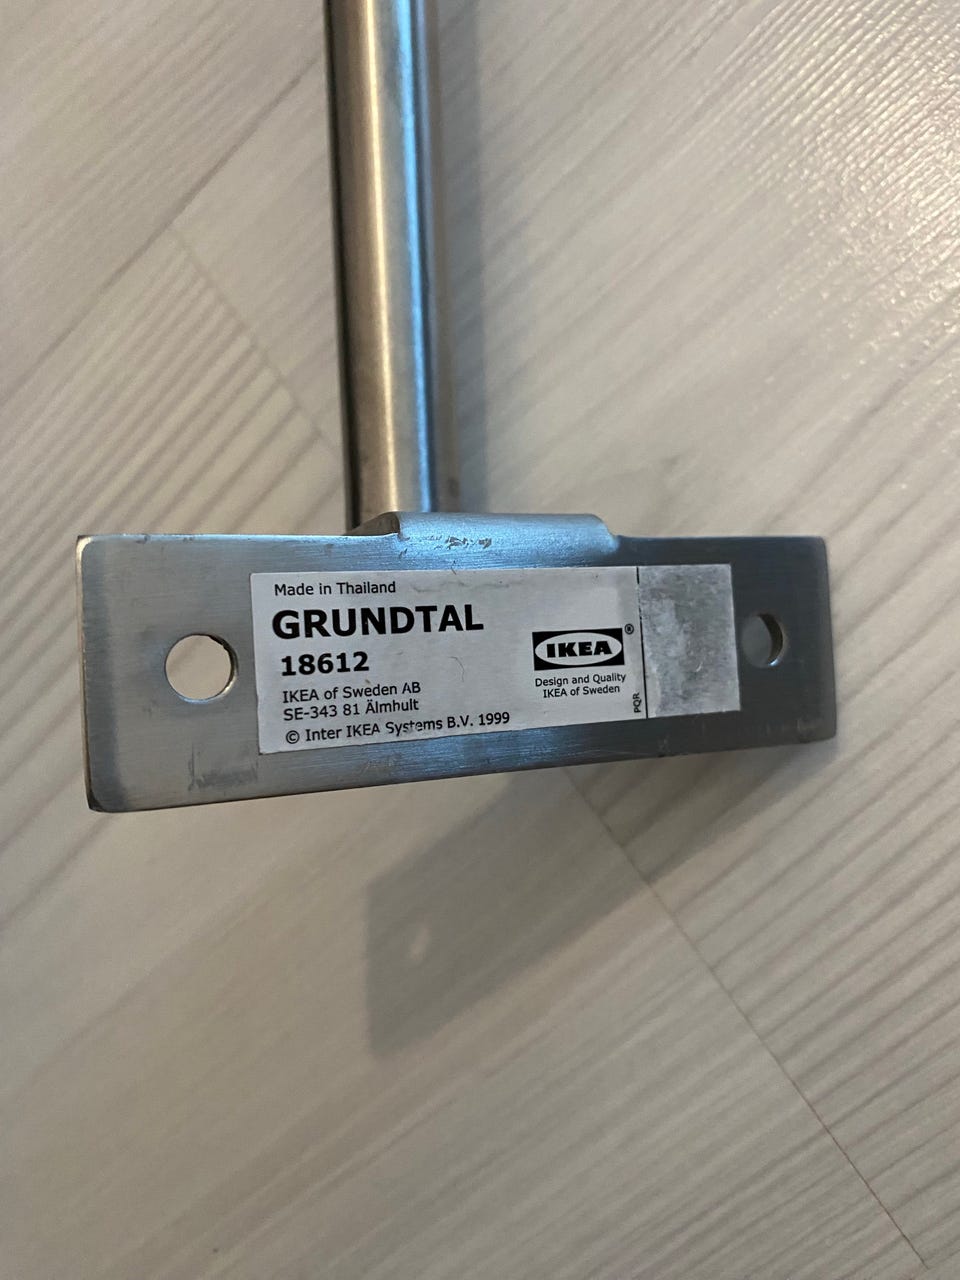 Made in Thailand
GRUNDTAL
18612
IKEA of Sweden AB
SE-343 81 Älmhult
© Inter IKEA Systems B.V. 1999
IKEA®
Design and Quality
IKEA of Sweden
PQR